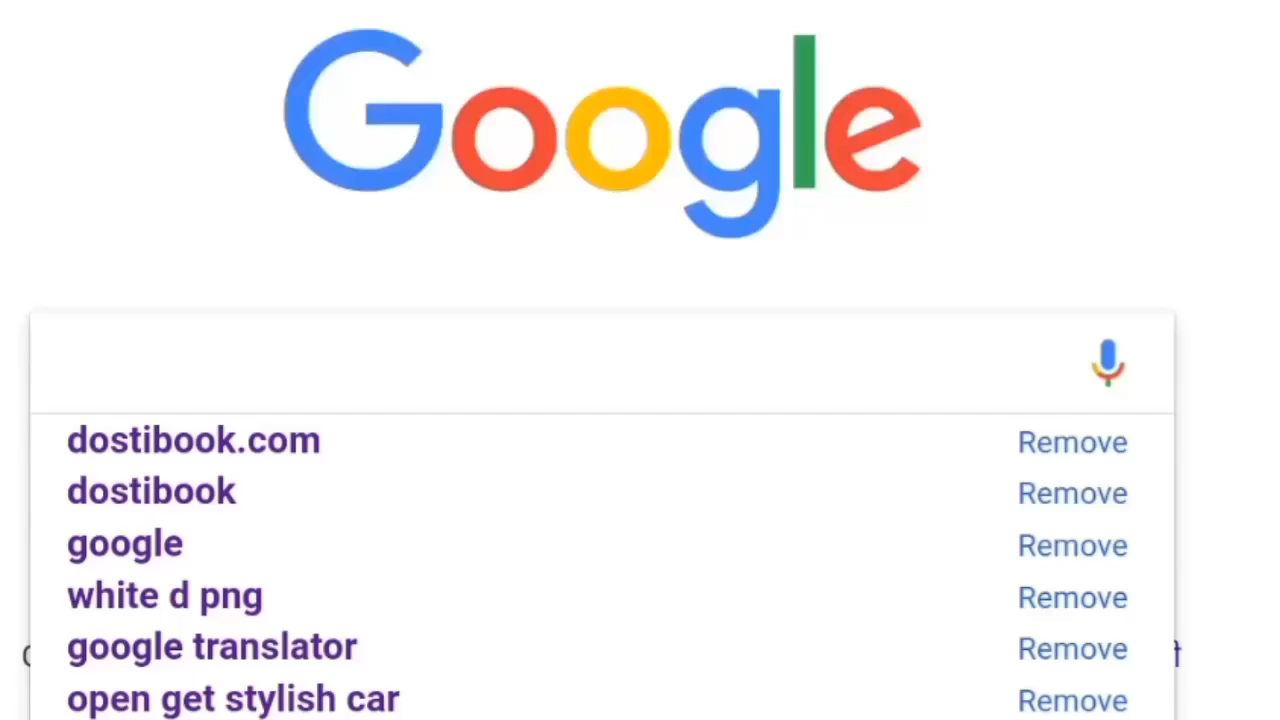 Google
dostibook.com Remove
dostibook Remove
google Remove
white d png Remove
google translator Remove
open get stylish car Remove